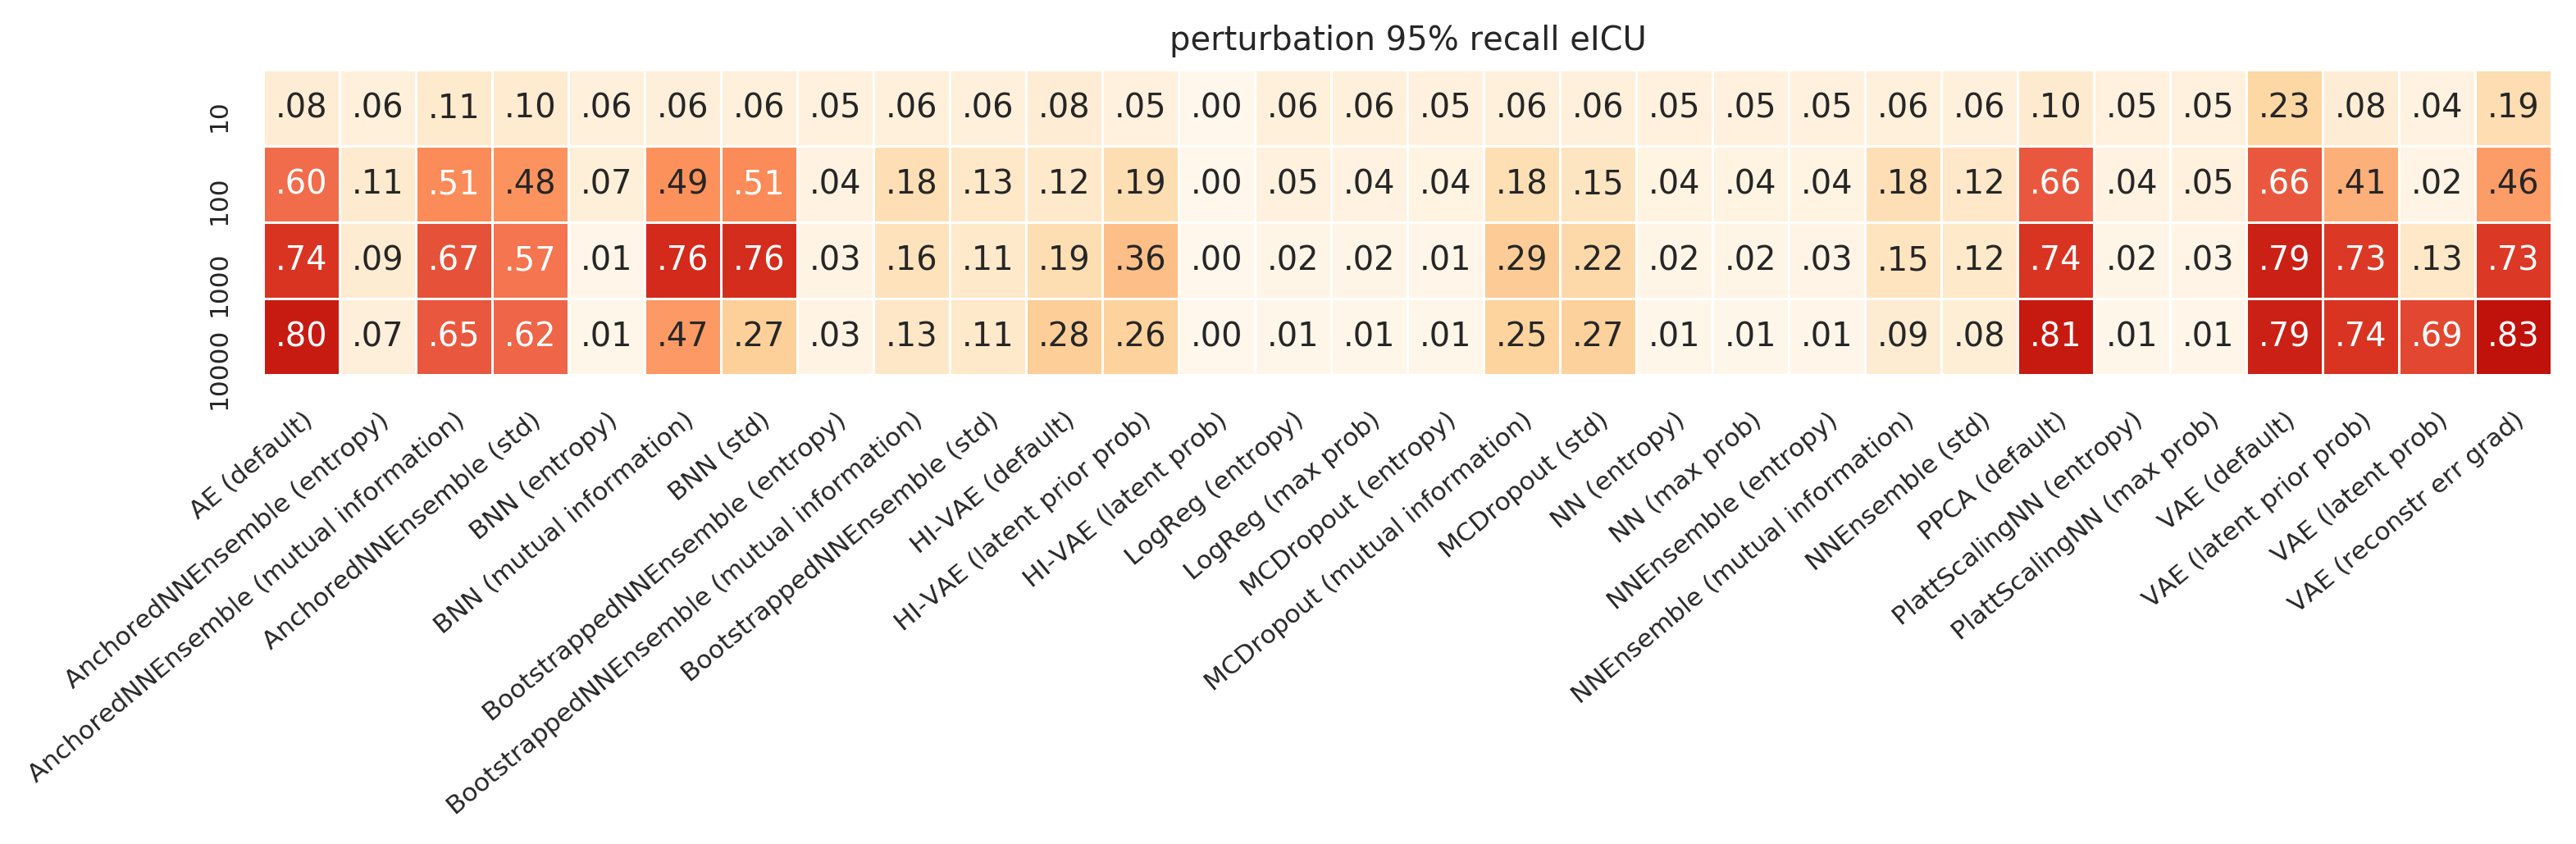 perturbation 95% recall eICU
10 .08 .06 .11 .10 .06 .06 .06 .05 .06 .06 .08 .05 .00 .06 .06 .05 .06 .06 .05 .05 .05 .06 .06 .10 .05 .05 .23 .08 .04 .19
100 .60 .11 .51 .48 .07 .49 .51 .04 .18 .13 .12 .19 .00 .05 .04 .04 .18 .15 .04 .04 .04 .18 .12 .66 .04 .05 .66 .41 .02 .46
1000 .74 .09 .67 .57 .01 .76 .76 .03 .16 .11 .19 .36 .00 .02 .02 .01 .29 .22 .02 .02 .03 .15 .12 .74 .02 .03 .79 .73 .13 .73
10000 .80 .07 .65 .62 .01 .47 .27 .03 .13 .11 .28 .26 .00 .01 .01 .01 .25 .27 .01 .01 .01 .09 .08 .81 .01 .01 .79 .74 .69 .83
AE (default)
AnchoredNNEnsemble (entropy)
AnchoredNNEnsemble (mutual information)
AnchoredNNEnsemble (std)
BNN (entropy)
BNN (mutual information)
BNN (std)
BootstrappedNNEnsemble (entropy)
BootstrappedNNEnsemble (mutual information)
BootstrappedNNEnsemble (std)
HI-VAE (default)
HI-VAE (latent prior prob)
HI-VAE (latent prob)
LogReg (entropy)
LogReg (max prob)
MCDropout (entropy)
MCDropout (mutual information)
MCDropout (std)
NN (entropy)
NN (max prob)
NNEnsemble (entropy)
NNEnsemble (mutual information)
NNEnsemble (std)
PPCA (default)
PlattScalingNN (entropy)
PlattScalingNN (max prob)
VAE (default)
VAE (latent prior prob)
VAE (latent prob)
VAE (reconstr err grad)